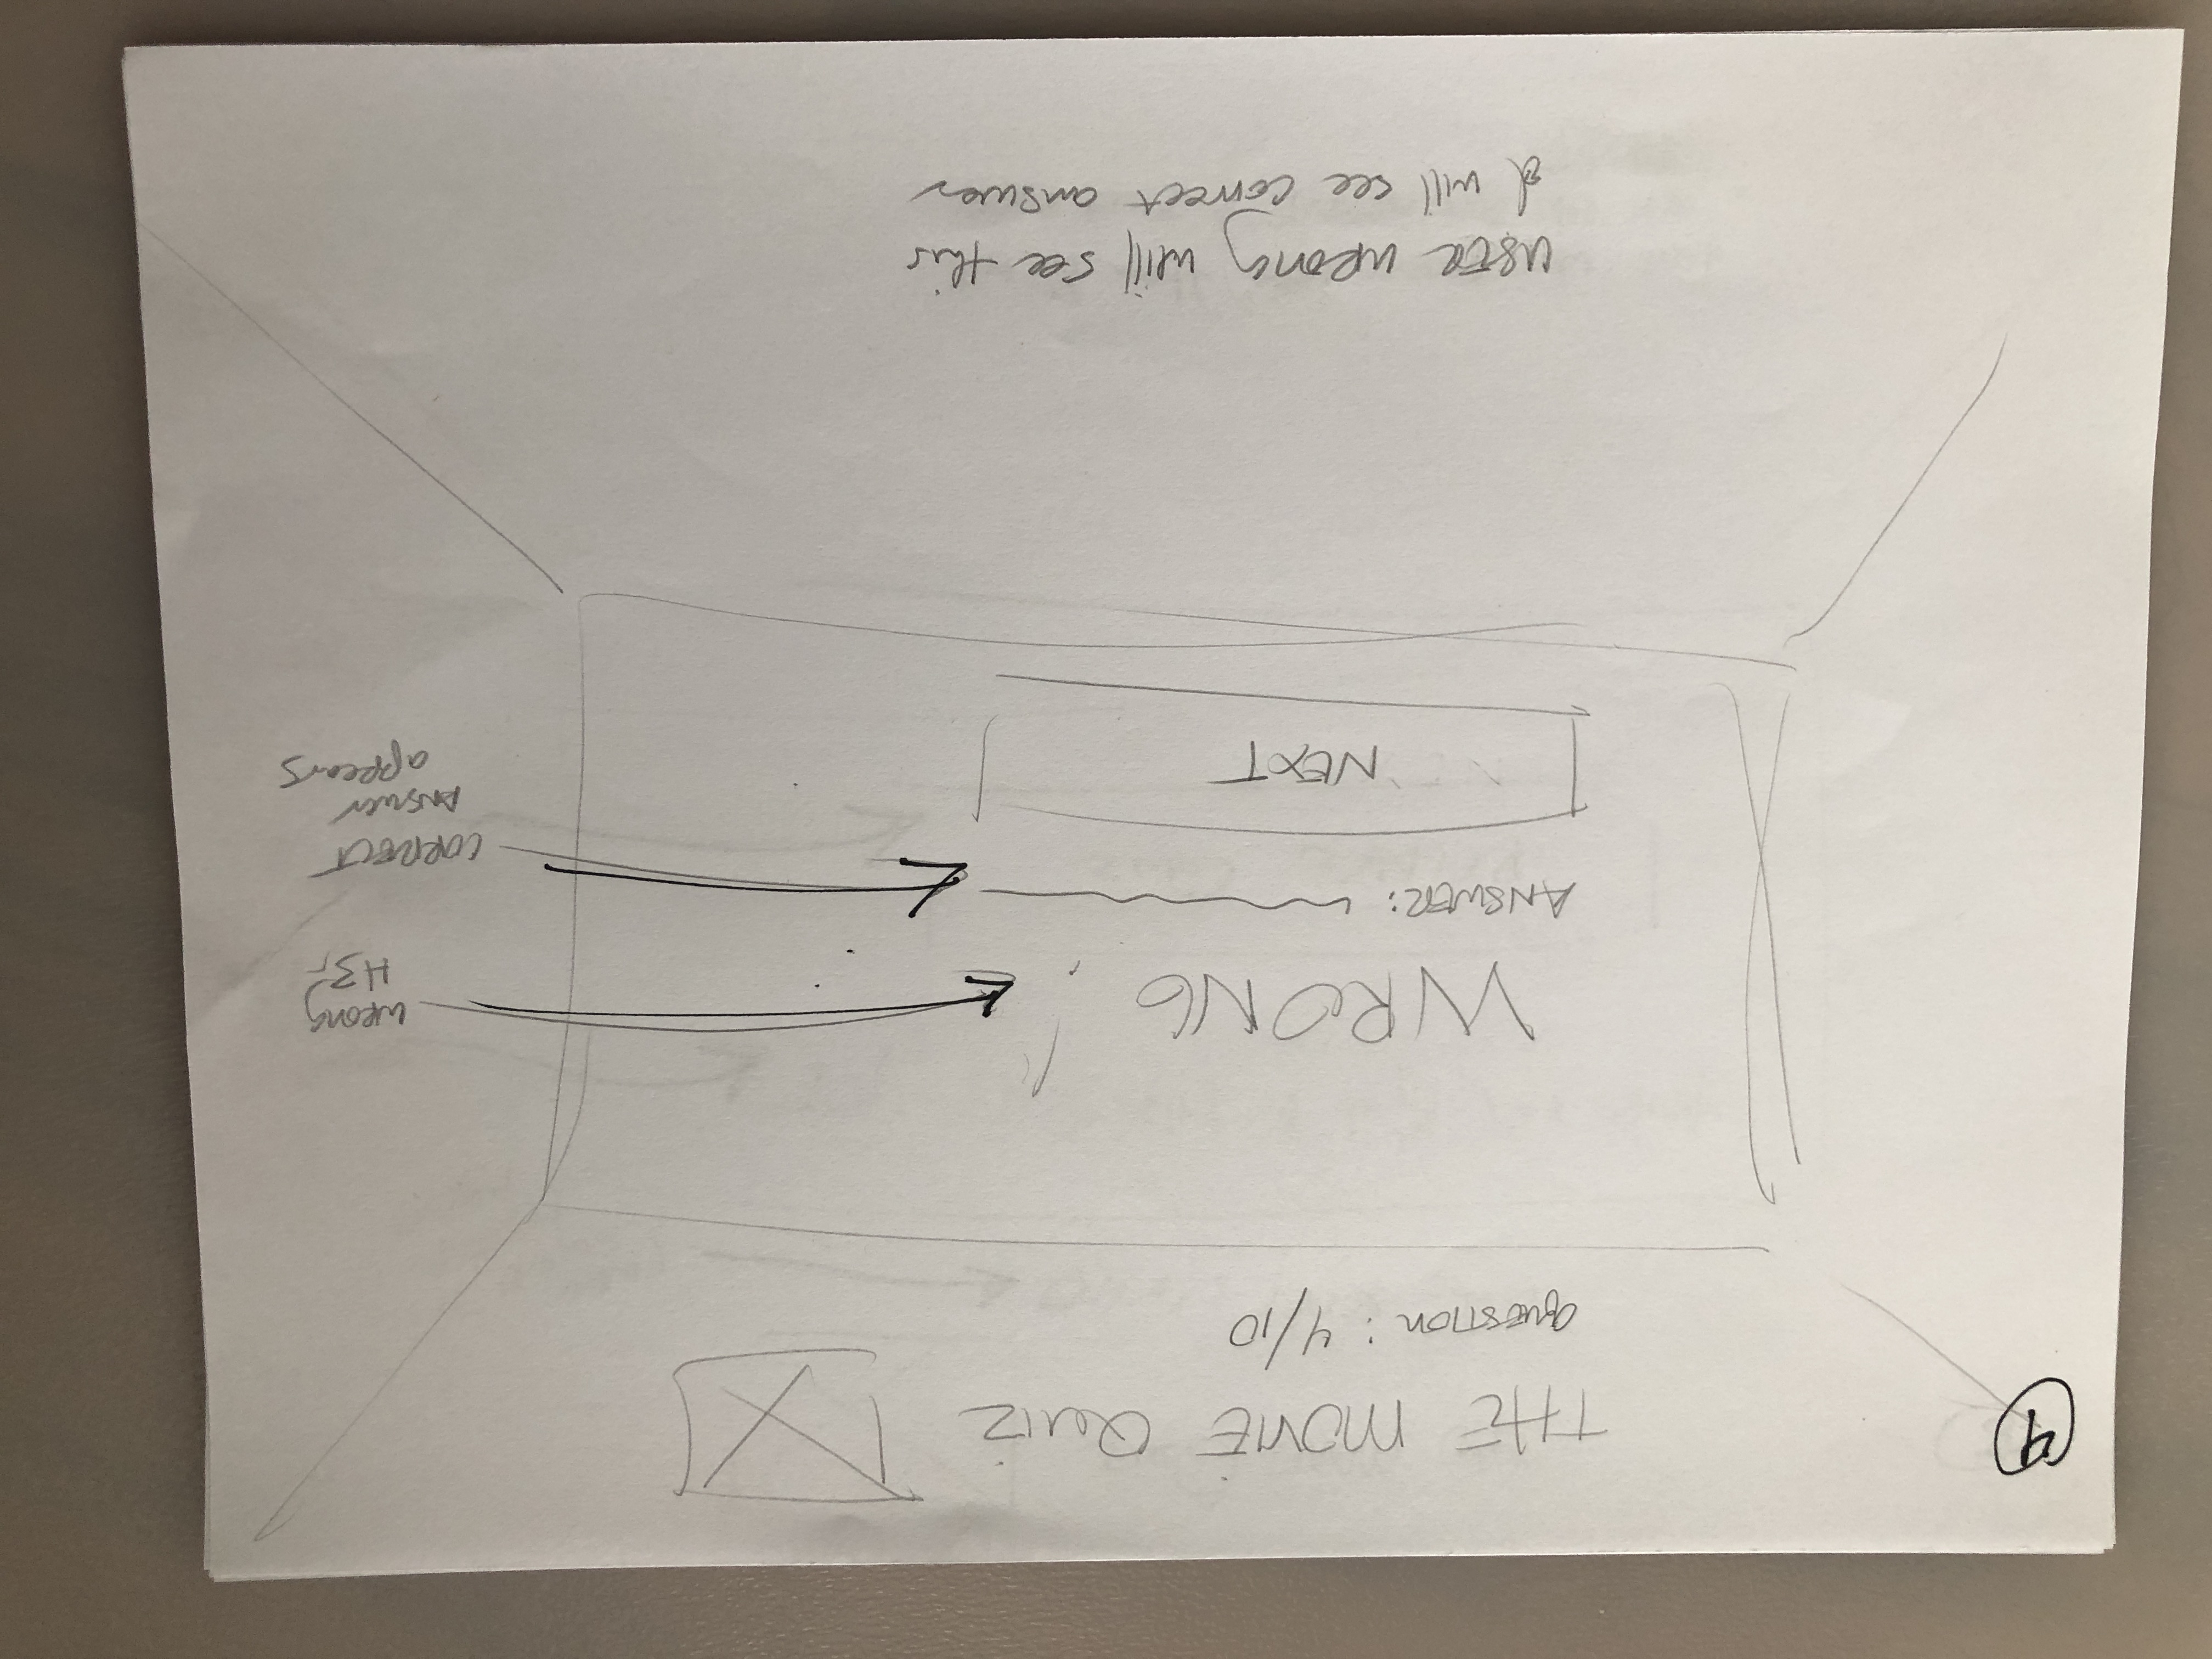 4
THE MOVIE QUIZ
QUESTION : 4/10
WRONG!
WRONG
H3
ANSWER:
CORRECT
ANSWER
appears
NEXT
USER WRONG will see this
& will see correct answer